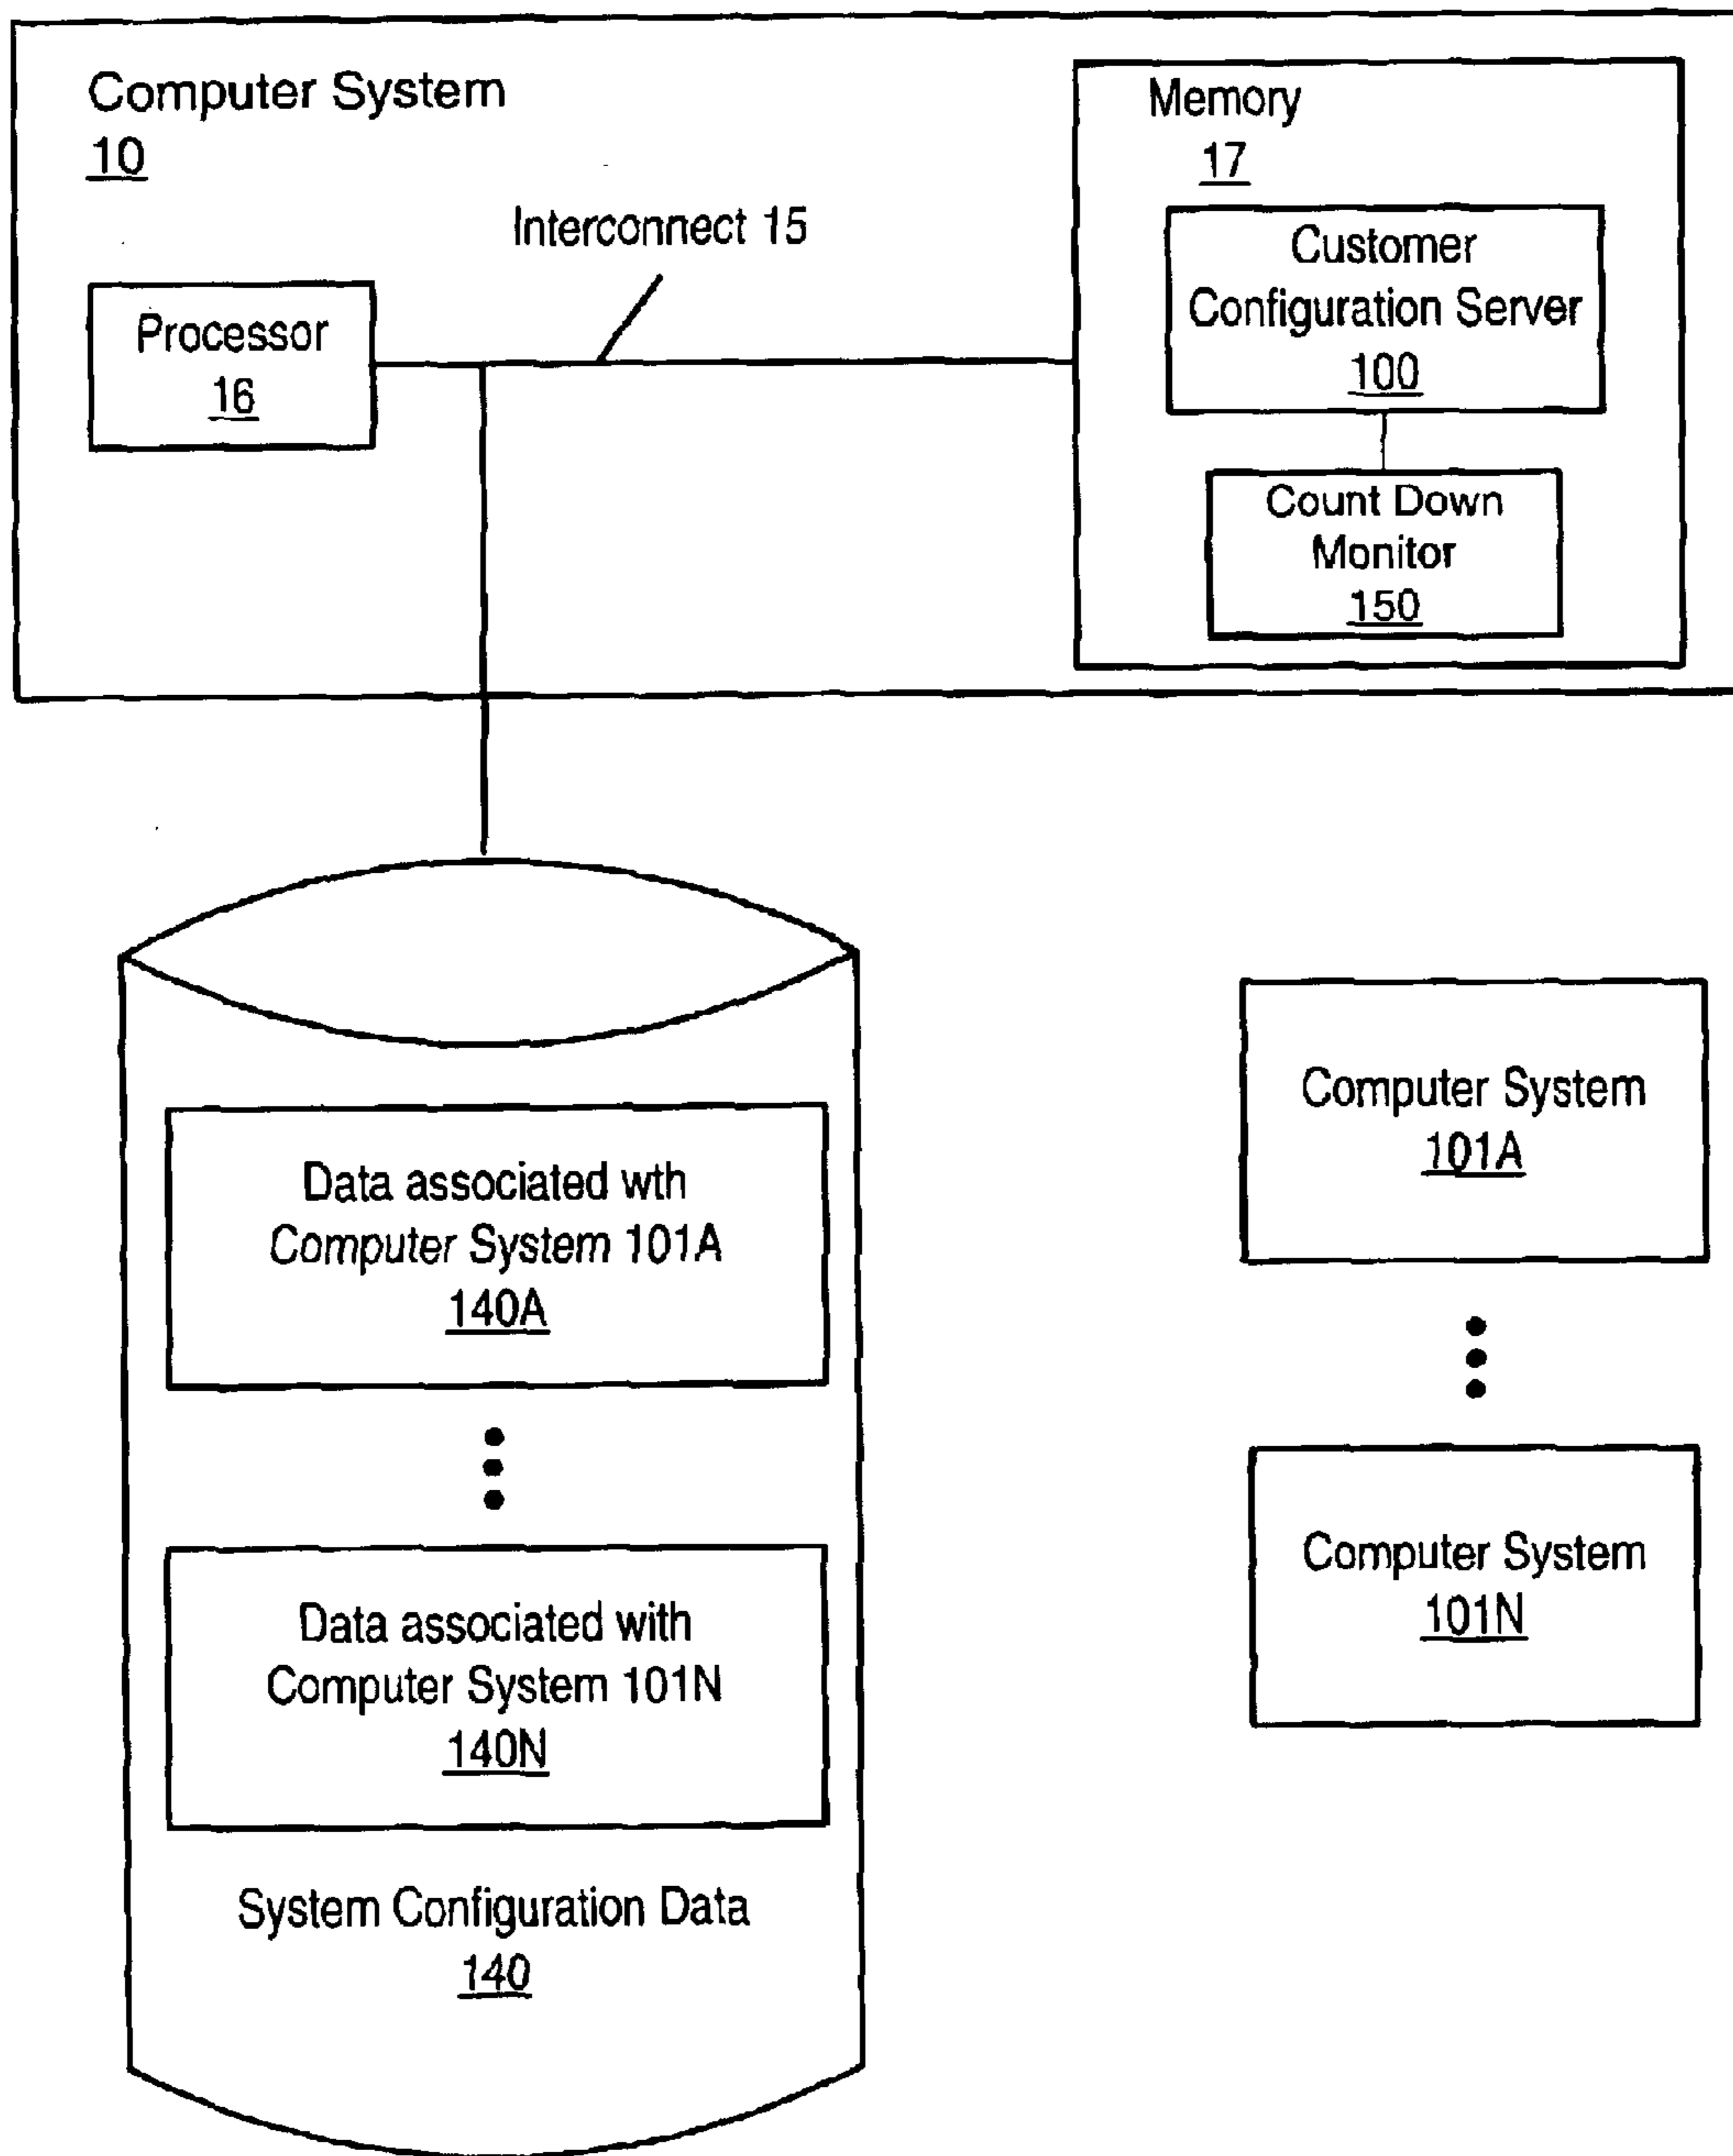 Computer System
10
Memory
17
Interconnect 15
Customer
Configuration Server
100
Processor
16
Count Down
Monitor
150
Data associated wth
Computer System 101A
140A
Computer System
101A
Data associated with
Computer System 101N
140N
Computer System
101N
System Configuration Data
140